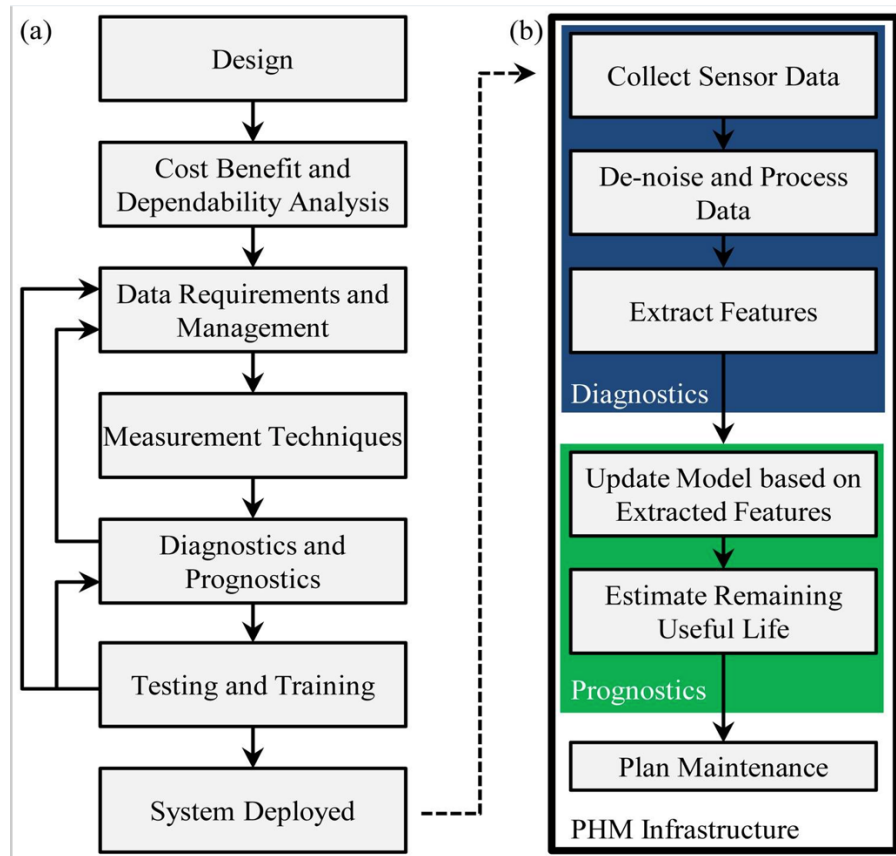 (a)
Design
Cost Benefit and
Dependability Analysis
Data Requirements and
Management
Measurement Techniques
Diagnostics and
Prognostics
Testing and Training
System Deployed
(b)
Collect Sensor Data
De-noise and Process
Data
Extract Features
Diagnostics
Update Model based on
Extracted Features
Estimate Remaining
Useful Life
Prognostics
Plan Maintenance
PHM Infrastructure